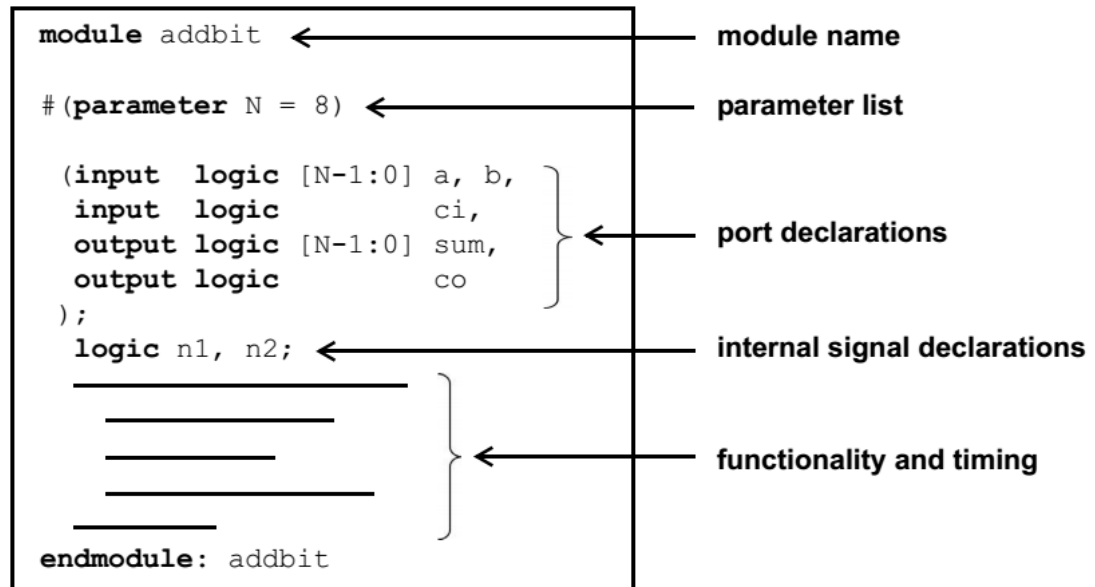 module addbit
module name
#(parameter N = 8)
parameter list
(input logic [N-1:0] a, b,
input logic ci,
output logic [N-1:0] sum,
output logic co
);
port declarations
logic n1, n2;
internal signal declarations
functionality and timing
endmodule: addbit